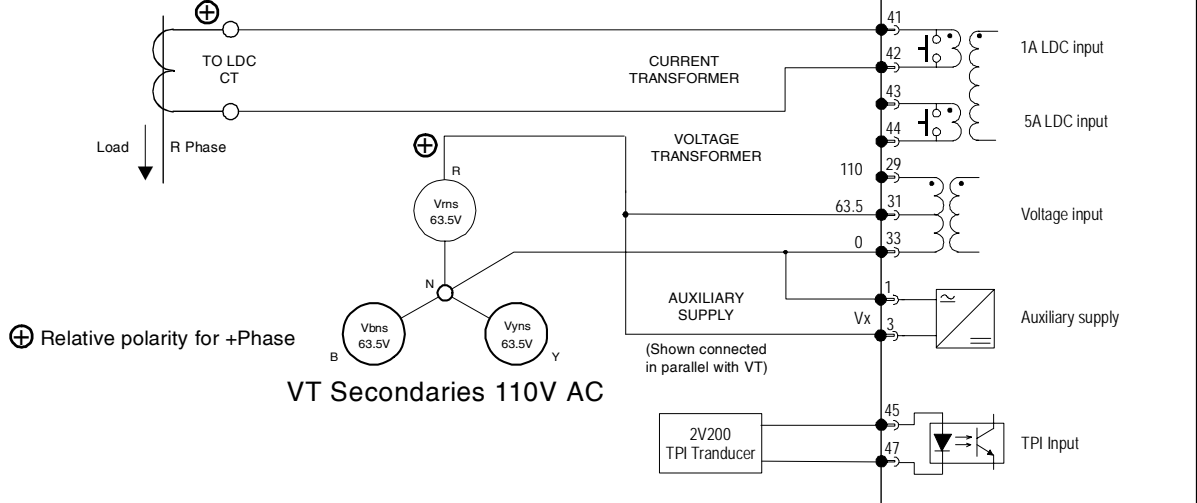 41
TO LDC
CT
CURRENT
TRANSFORMER
42
1A LDC input
43
44
5A LDC input
Load
R Phase
VOLTAGE
TRANSFORMER
R
110
29
Vrns
63.5V
63.5
31
Voltage input
0
33
N
AUXILIARY
SUPPLY
1
Vx
3
Auxiliary supply
Relative polarity for +Phase
Vbns
63.5V
B
Vyns
63.5V
Y
(Shown connected
in parallel with VT)
VT Secondaries 110V AC
2V200
TPI Tranducer
45
47
TPI Input